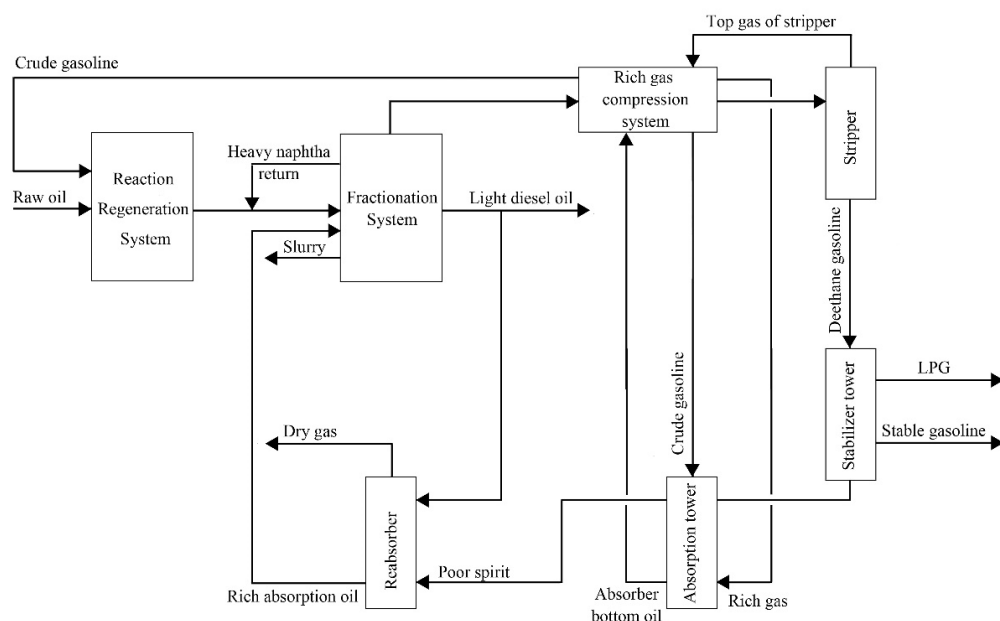 Top gas of stripper
Crude gasoline
Rich gas
compression
system
Stripper
Reaction
Regeneration
System
Heavy naphtha
return
Fractionation
System
Raw oil
Light diesel oil
Slurry
Deethane gasoline
Crude gasoline
Stabilizer tower
LPG
Stable gasoline
Dry gas
Reabsorber
Absorption tower
Poor spirit
Rich absorption oil
Absorber
bottom oil
Rich gas